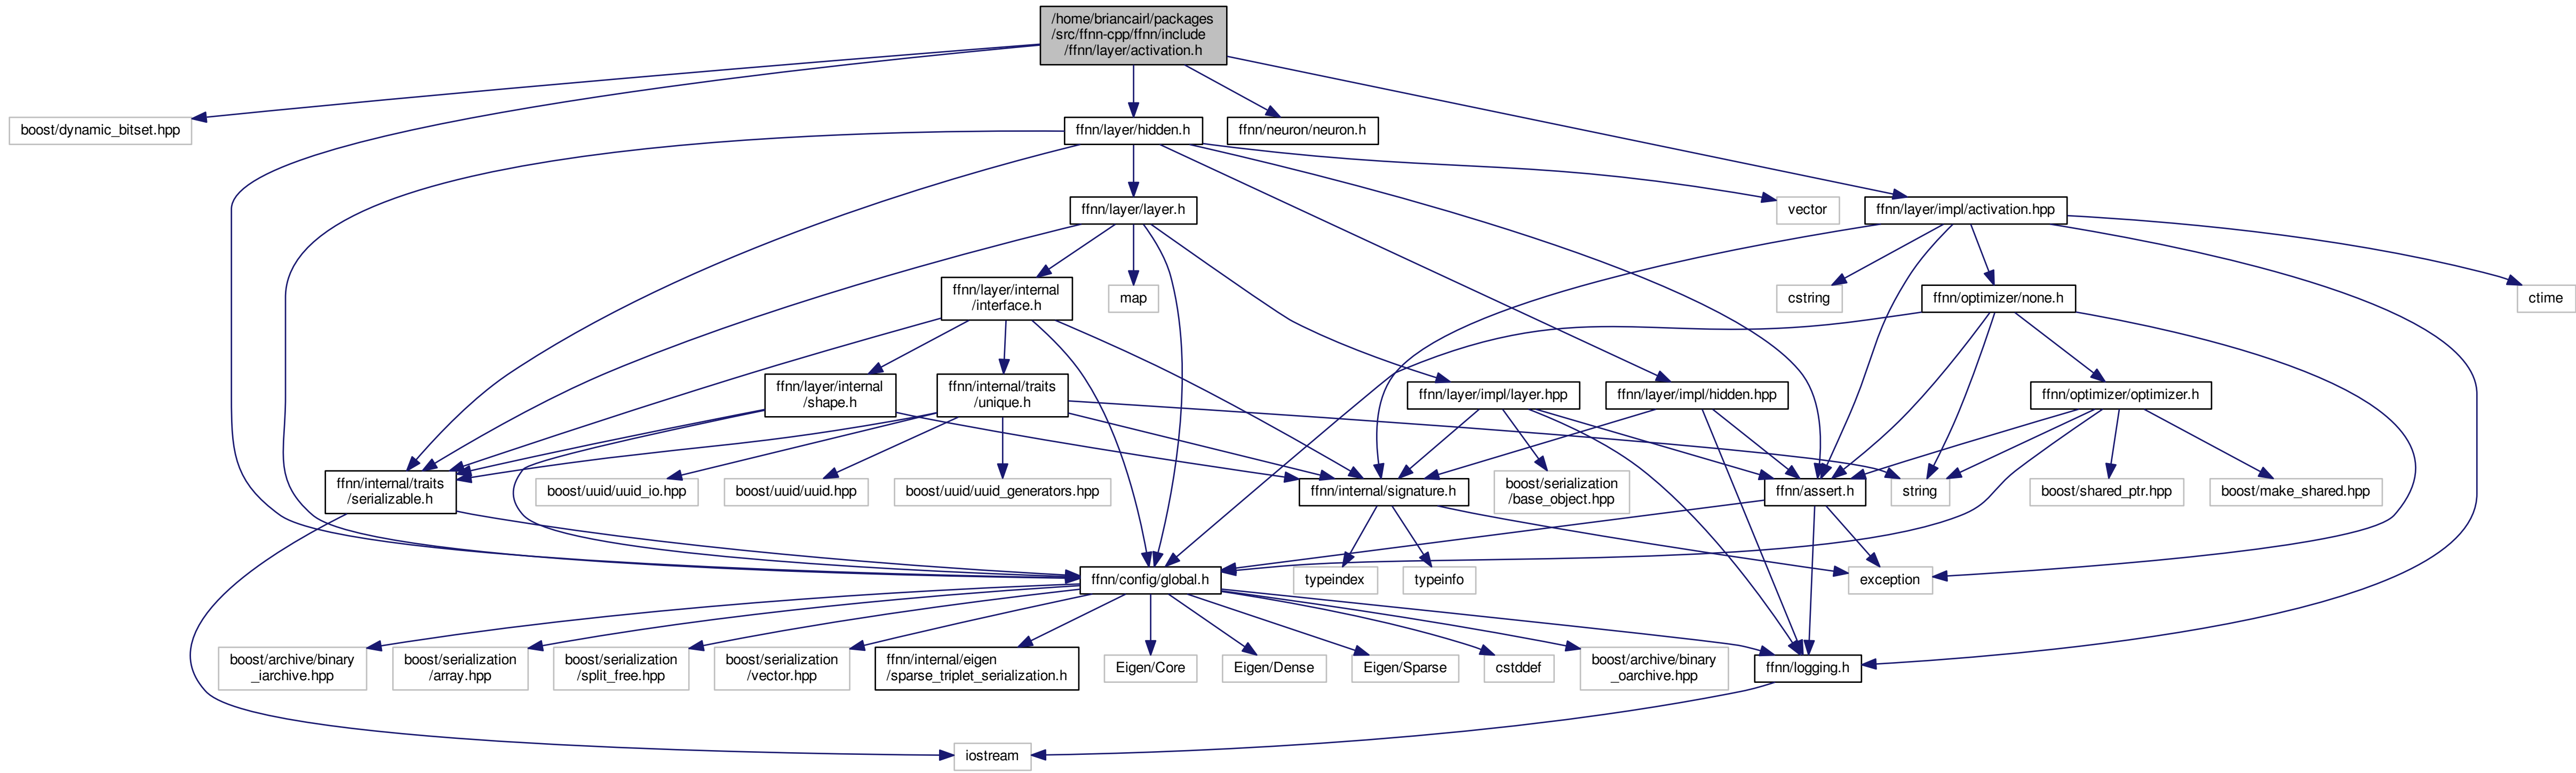 /home/briancairl/packages
/src/ffnn-cpp/ffnn/include
/ffnn/layer/activation.h
boost/dynamic_bitset.hpp
ffnn/layer/hidden.h
ffnn/neuron/neuron.h
ffnn/layer/layer.h
vector
ffnn/layer/impl/activation.hpp
ffnn/layer/internal
/interface.h
map
cstring
ffnn/optimizer/none.h
ctime
ffnn/layer/internal
/shape.h
ffnn/internal/traits
/unique.h
ffnn/layer/impl/layer.hpp
ffnn/layer/impl/hidden.hpp
ffnn/optimizer/optimizer.h
ffnn/internal/traits
/serializable.h
boost/uuid/uuid_io.hpp
boost/uuid/uuid.hpp
boost/uuid/uuid_generators.hpp
ffnn/internal/signature.h
boost/serialization
/base_object.hpp
ffnn/assert.h
string
boost/shared_ptr.hpp
boost/make_shared.hpp
ffnn/config/global.h
typeindex
typeinfo
exception
boost/archive/binary
_iarchive.hpp
boost/serialization
/array.hpp
boost/serialization
/split_free.hpp
boost/serialization
/vector.hpp
ffnn/internal/eigen
/sparse_triplet_serialization.h
Eigen/Core
Eigen/Dense
Eigen/Sparse
cstddef
boost/archive/binary
_oarchive.hpp
ffnn/logging.h
iostream